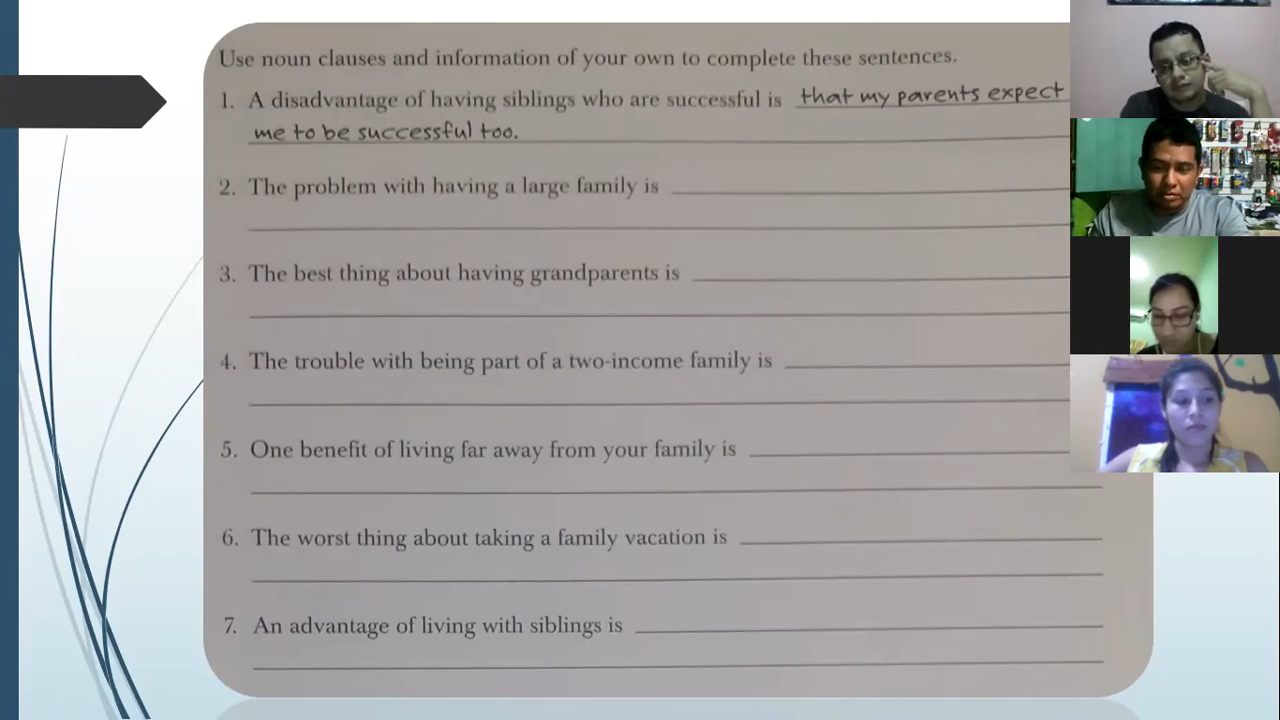 Use noun clauses and information of your own to complete these sentences.
1. A disadvantage of having siblings who are successful is that my parents expect
me to be successful too.
2. The problem with having a large family is
3. The best thing about having grandparents is
4. The trouble with being part of a two-income family is
5. One benefit of living far away from your family is
6. The worst thing about taking a family vacation is
7. An advantage of living with siblings is